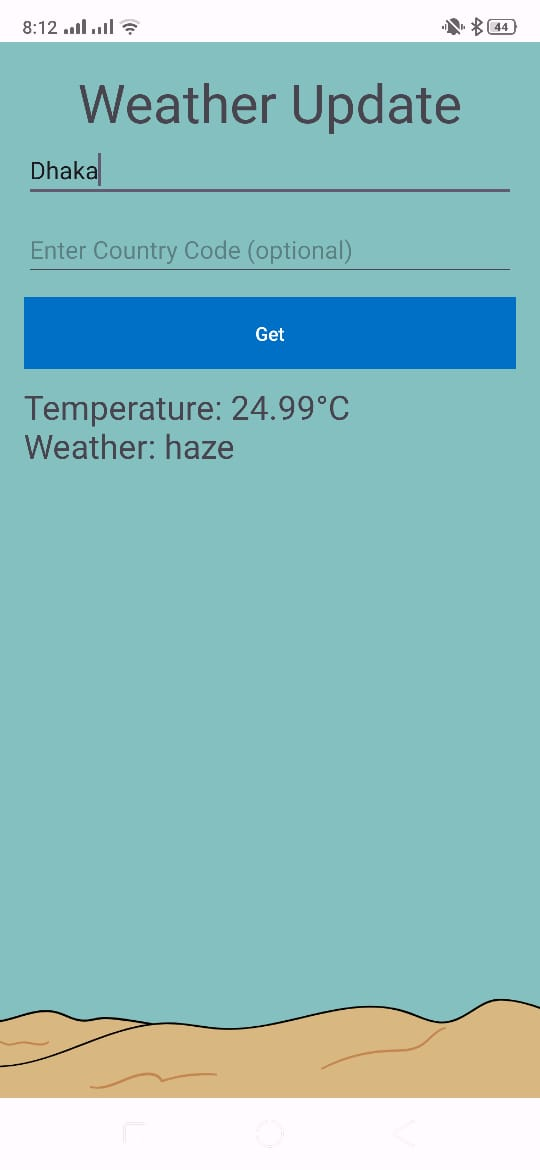 8:12 44
Weather Update
Dhaka
Enter Country Code (optional)
Get
Temperature: 24.99°C
Weather: haze